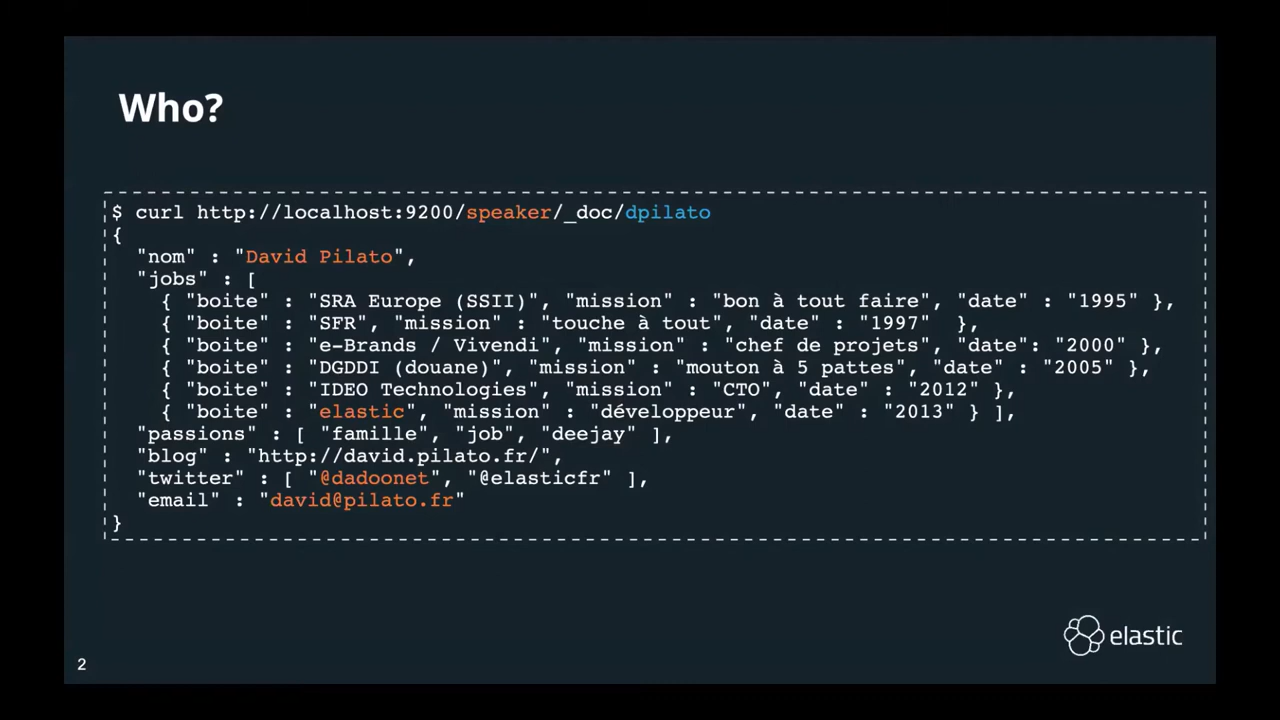 Who?
$ curl http://localhost:9200/speaker/_doc/dpilato
{
"nom" : "David Pilato",
"jobs" : [
{ "boite" : "SRA Europe (SSII)", "mission" : "bon à tout faire", "date" : "1995" },
{ "boite" : "SFR", "mission" : "touche à tout", "date" : "1997" },
{ "boite" : "e-Brands / Vivendi", "mission" : "chef de projets", "date": "2000" },
{ "boite" : "DGDDI (douane)", "mission" : "mouton à 5 pattes", "date" : "2005" },
{ "boite" : "IDEO Technologies", "mission" : "CTO", "date" : "2012" },
{ "boite" : "elastic", "mission" : "développeur", "date" : "2013" } ],
"passions" : [ "famille", "job", "deejay" ],
"blog" : "http://david.pilato.fr/",
"twitter" : [ "@dadoonet", "@elasticfr" ],
"email" : "david@pilato.fr"
}
elastic
2